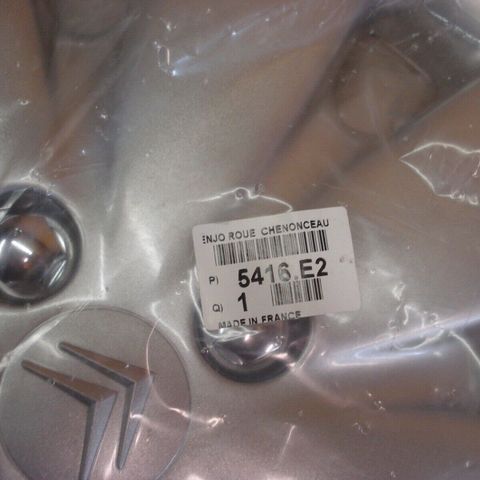 ENJO ROUE CHENONCEAU
P) 5416.E2
Q) 1
MADE IN FRANCE